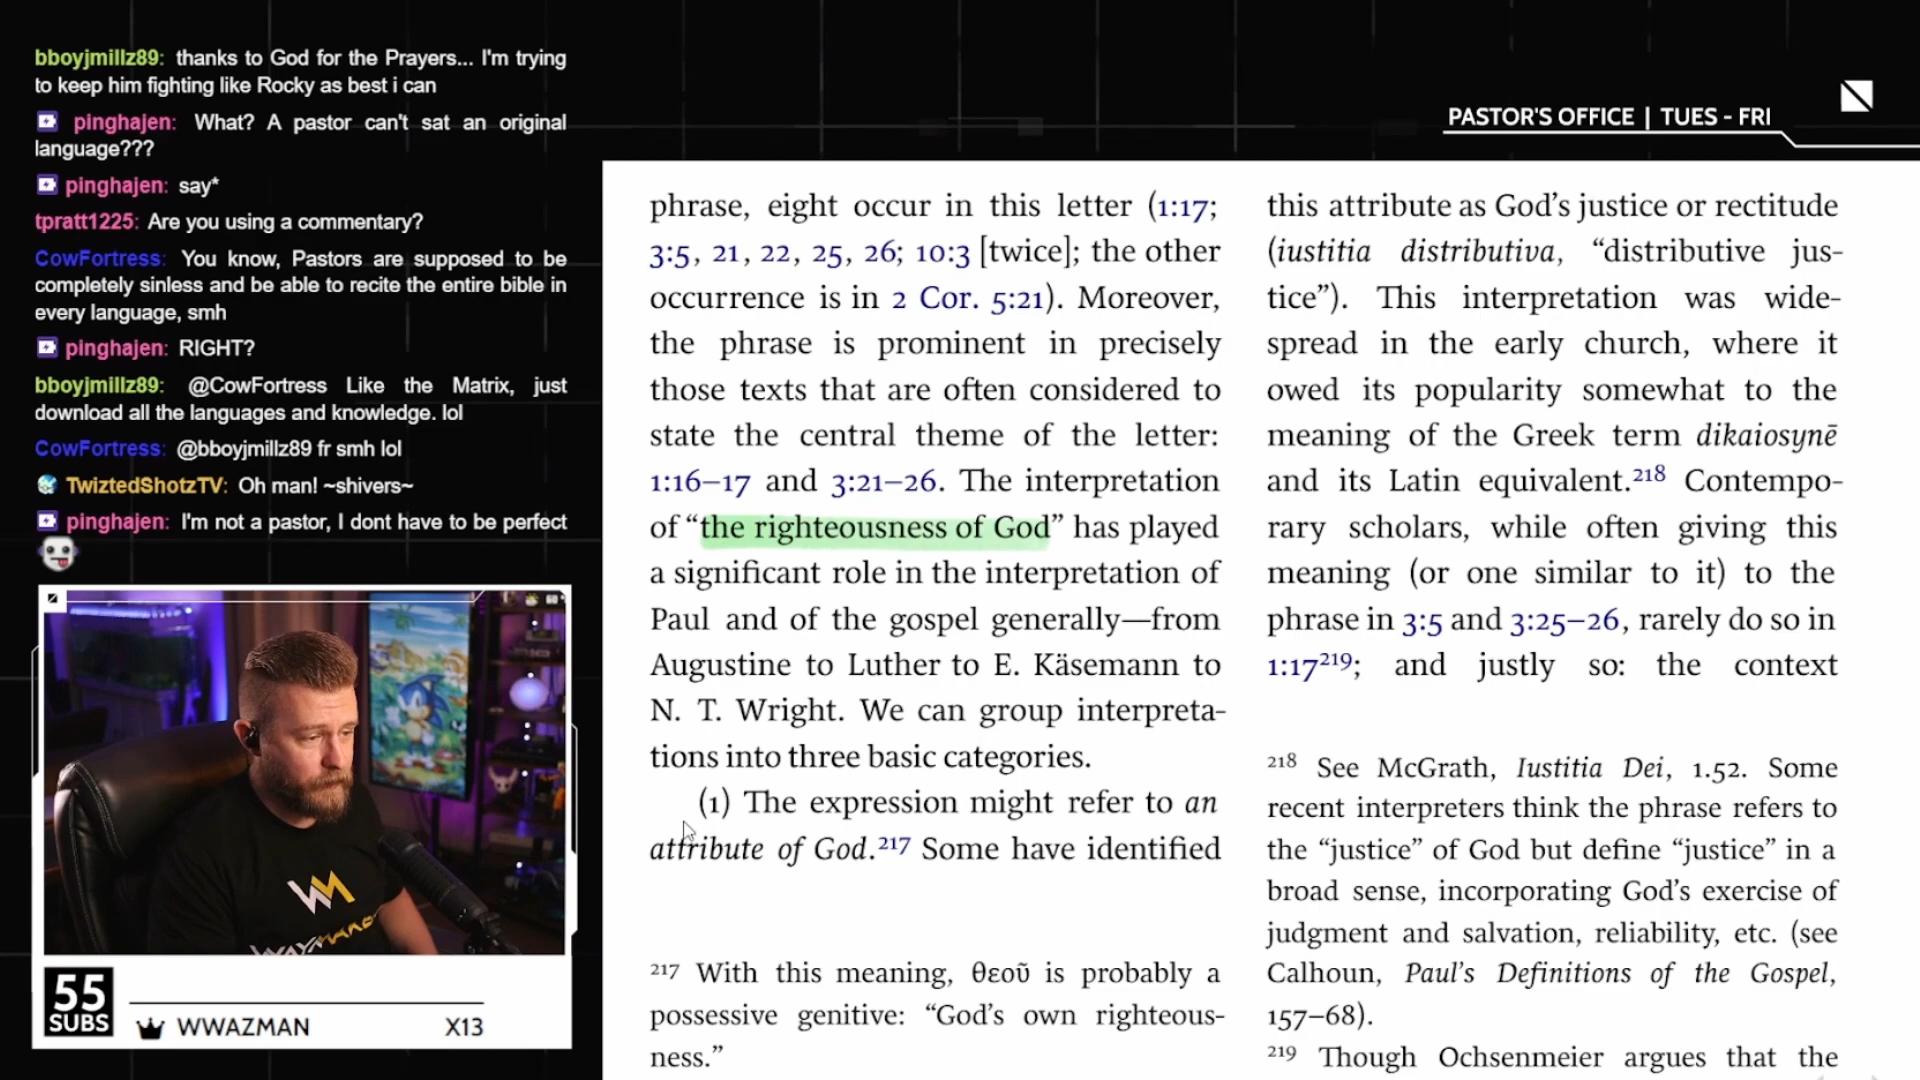 bboyjmillz89: thanks to God for the Prayers... I'm trying
to keep him fighting like Rocky as best i can
pinghajen: What? A pastor can't sat an original
language???
pinghajen: say*
tpratt1225: Are you using a commentary?
CowFortress: You know, Pastors are supposed to be
completely sinless and be able to recite the entire bible in
every language, smh
pinghajen: RIGHT?
bboyjmillz89: @CowFortress Like the Matrix, just
download all the languages and knowledge. lol
CowFortress: @bboyjmillz89 fr smh lol
TwiztedShotzTV: Oh man! ~shivers~
pinghajen: I'm not a pastor, I dont have to be perfect
WM
55
SUBS
WWAZMAN X13
PASTOR'S OFFICE | TUES - FRI
phrase, eight occur in this letter (1:17;
3:5, 21, 22, 25, 26; 10:3 [twice]; the other
occurrence is in 2 Cor. 5:21). Moreover,
the phrase is prominent in precisely
those texts that are often considered to
state the central theme of the letter:
1:16–17 and 3:21–26. The interpretation
of “the righteousness of God” has played
a significant role in the interpretation of
Paul and of the gospel generally—from
Augustine to Luther to E. Käsemann to
N. T. Wright. We can group interpreta-
tions into three basic categories.
(1) The expression might refer to an
attribute of God.217 Some have identified
217 With this meaning, θεοῦ is probably a
possessive genitive: “God’s own righteous-
ness.”
this attribute as God’s justice or rectitude
(iustitia distributiva, “distributive jus-
tice”). This interpretation was wide-
spread in the early church, where it
owed its popularity somewhat to the
meaning of the Greek term dikaiosynē
and its Latin equivalent.218 Contempo-
rary scholars, while often giving this
meaning (or one similar to it) to the
phrase in 3:5 and 3:25–26, rarely do so in
1:17219; and justly so: the context
218 See McGrath, Iustitia Dei, 1.52. Some
recent interpreters think the phrase refers to
the “justice” of God but define “justice” in a
broad sense, incorporating God’s exercise of
judgment and salvation, reliability, etc. (see
Calhoun, Paul’s Definitions of the Gospel,
157–68).
219 Though Ochsenmeier argues that the